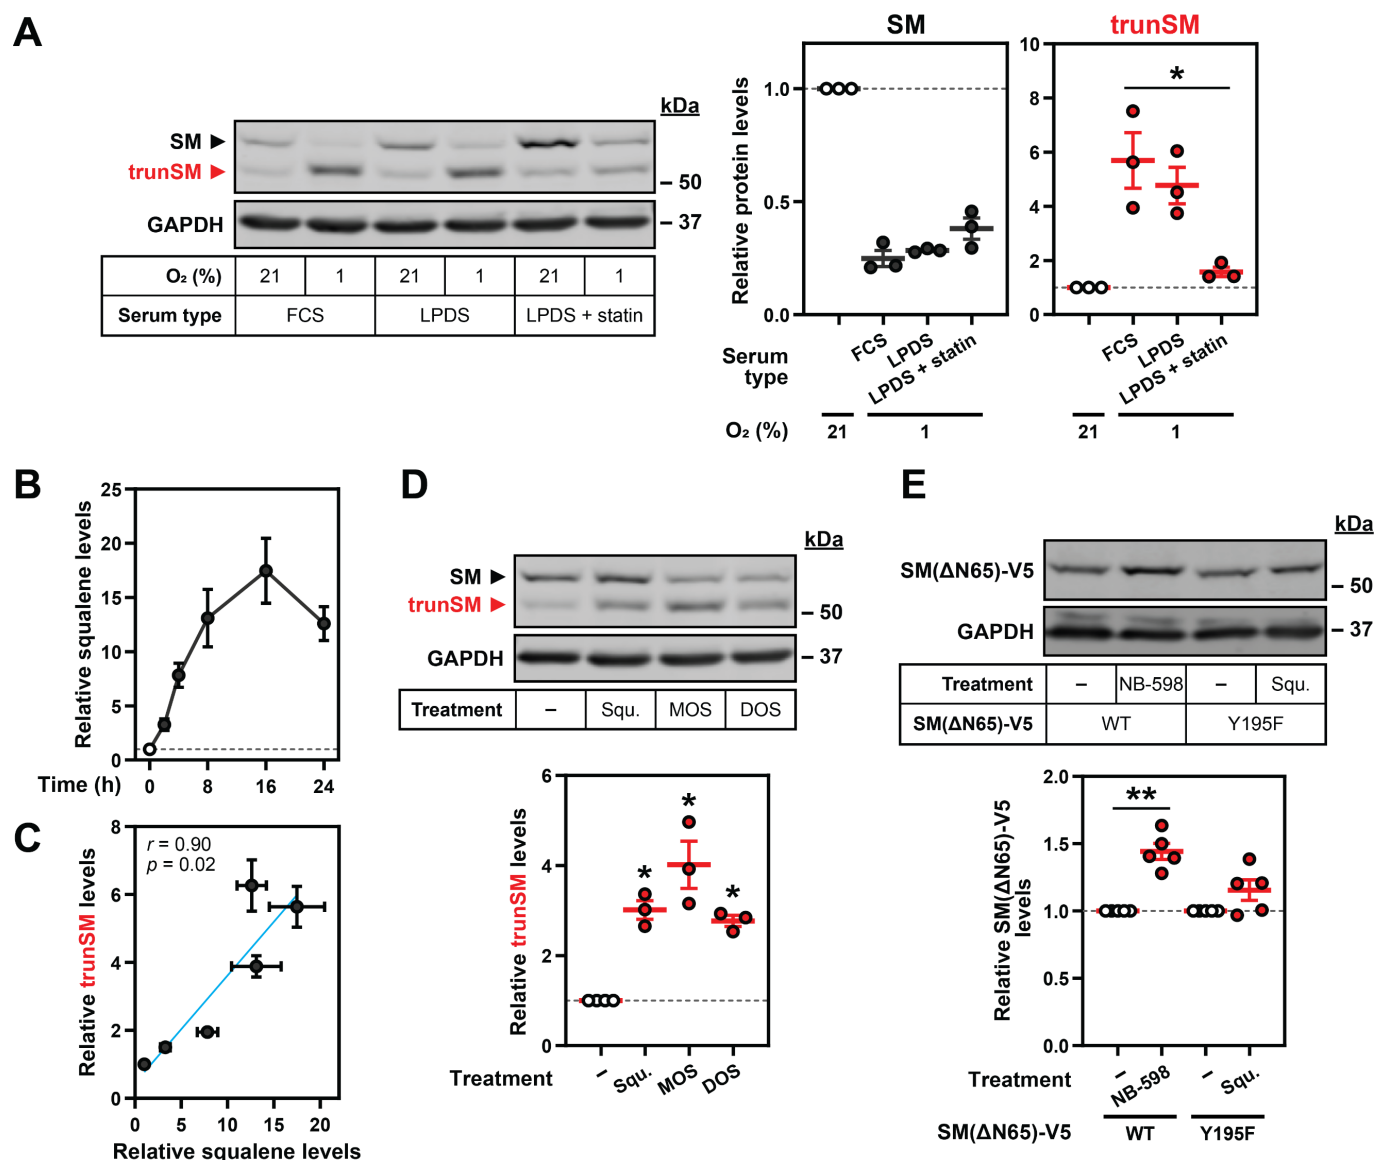 A
SM
trunSM
kDa
SM
trunSM
GAPDH
50
37
O₂ (%) 21 1 21 1 21 1
Serum type FCS LPDS LPDS + statin
Relative protein levels
1.0
0.5
0.0
10
8
6
4
2
0
*
Serum type
FCS LPDS LPDS + statin
FCS LPDS LPDS + statin
O₂ (%) 21 1 21 1
B
Relative squalene levels
25
20
15
10
5
0
Time (h) 0 8 16 24
C
Relative trunSM levels
r = 0.90
p = 0.02
8
6
4
2
0
0 5 10 15 20
Relative squalene levels
D
kDa
SM
trunSM
GAPDH
50
37
Treatment – Squ. MOS DOS
Relative trunSM levels
6
4
2
0
* * *
Treatment – Squ. MOS DOS
E
kDa
SM(ΔN65)-V5
GAPDH
50
37
Treatment – NB-598 – Squ.
SM(ΔN65)-V5 WT Y195F
Relative SM(ΔN65)-V5
levels
2.0
1.5
1.0
0.5
0.0
**
Treatment – NB-598 – Squ.
SM(ΔN65)-V5 WT Y195F